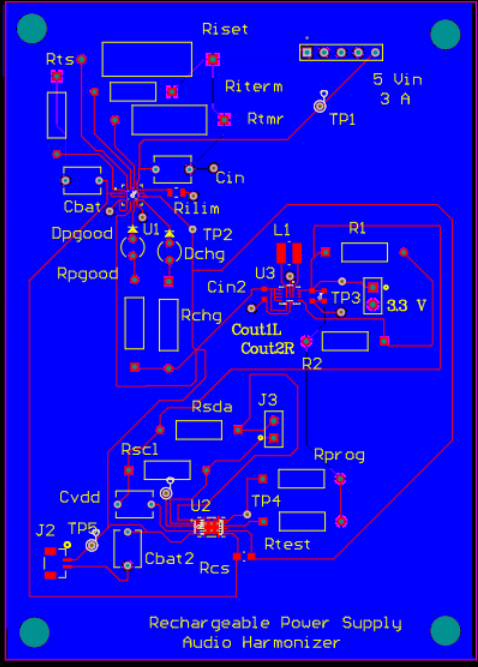 Riset
Rts
Riterm
5 Vin
3 A
Rtmr
TP1
Cin
Cbat
Rilim
U1
Dpgood
TP2
Dchg
L1
R1
U3
Rpgood
Cin2
TP3
3.3 V
Rchg
Cout1L
Cout2R
R2
Rsda
J3
Rscl
Rprog
Cvdd
U2
TP4
J2
TP5
Cbat2
Rtest
Rcs
Rechargeable Power Supply
Audio Harmonizer